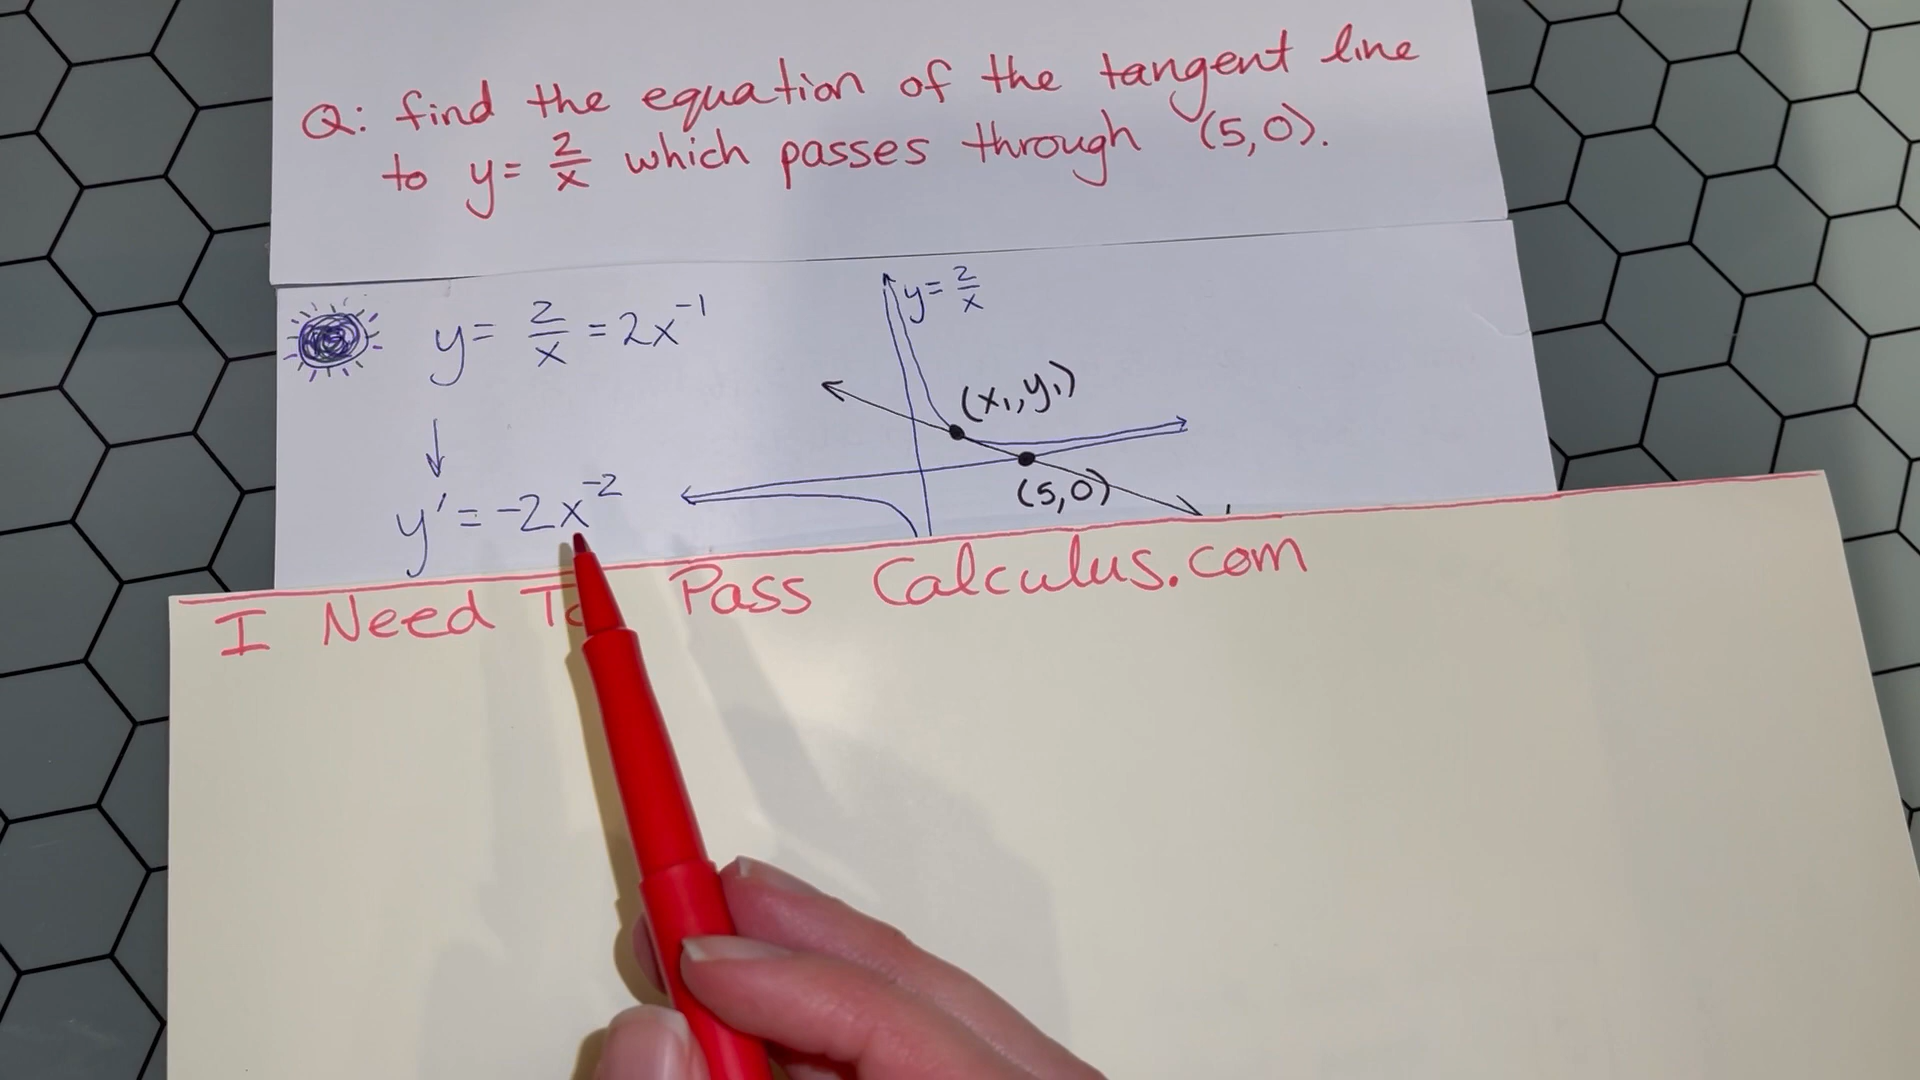 Q: find the equation of the tangent line
to y= 2/x which passes through (5,0).
y= 2/x = 2x⁻¹
y'= -2x⁻²
y= 2/x
(x₁,y₁)
(5,0)
I Need To Pass Calculus.com